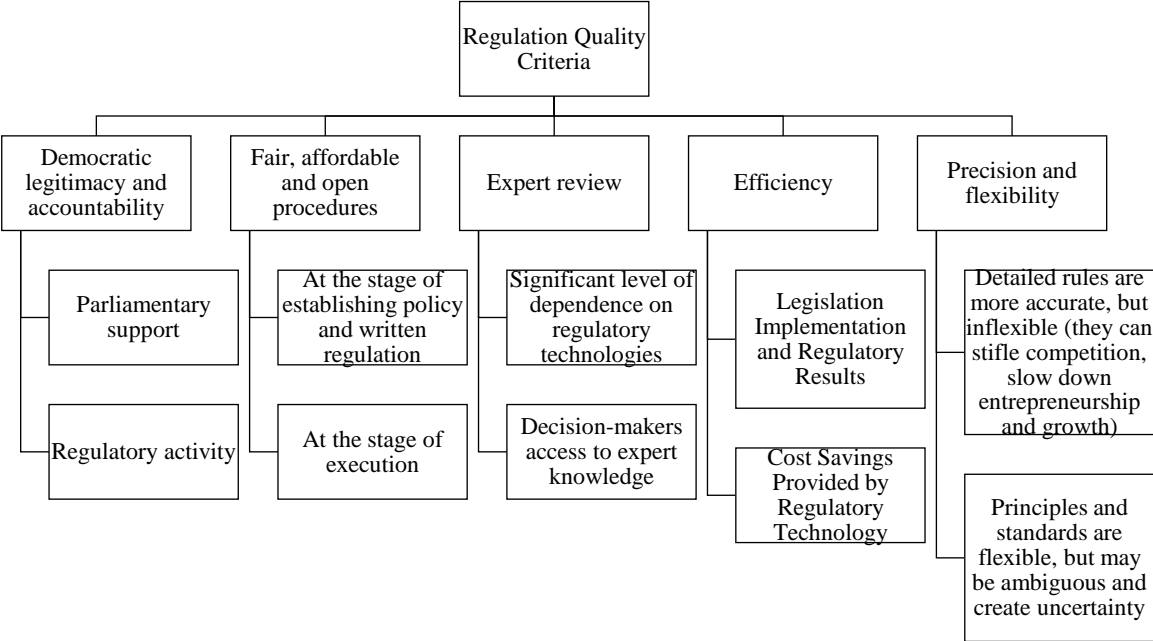 Regulation Quality
Criteria
Democratic
legitimacy and
accountability
Fair, affordable
and open
procedures
Expert review
Efficiency
Precision and
flexibility
Parliamentary
support
Regulatory activity
At the stage of
establishing policy
and written
regulation
At the stage of
execution
Significant level of
dependence on
regulatory
technologies
Decision-makers
access to expert
knowledge
Legislation
Implementation
and Regulatory
Results
Cost Savings
Provided by
Regulatory
Technology
Detailed rules are
more accurate, but
inflexible (they can
stifle competition,
slow down
entrepreneurship
and growth)
Principles and
standards are
flexible, but may
be ambiguous and
create uncertainty